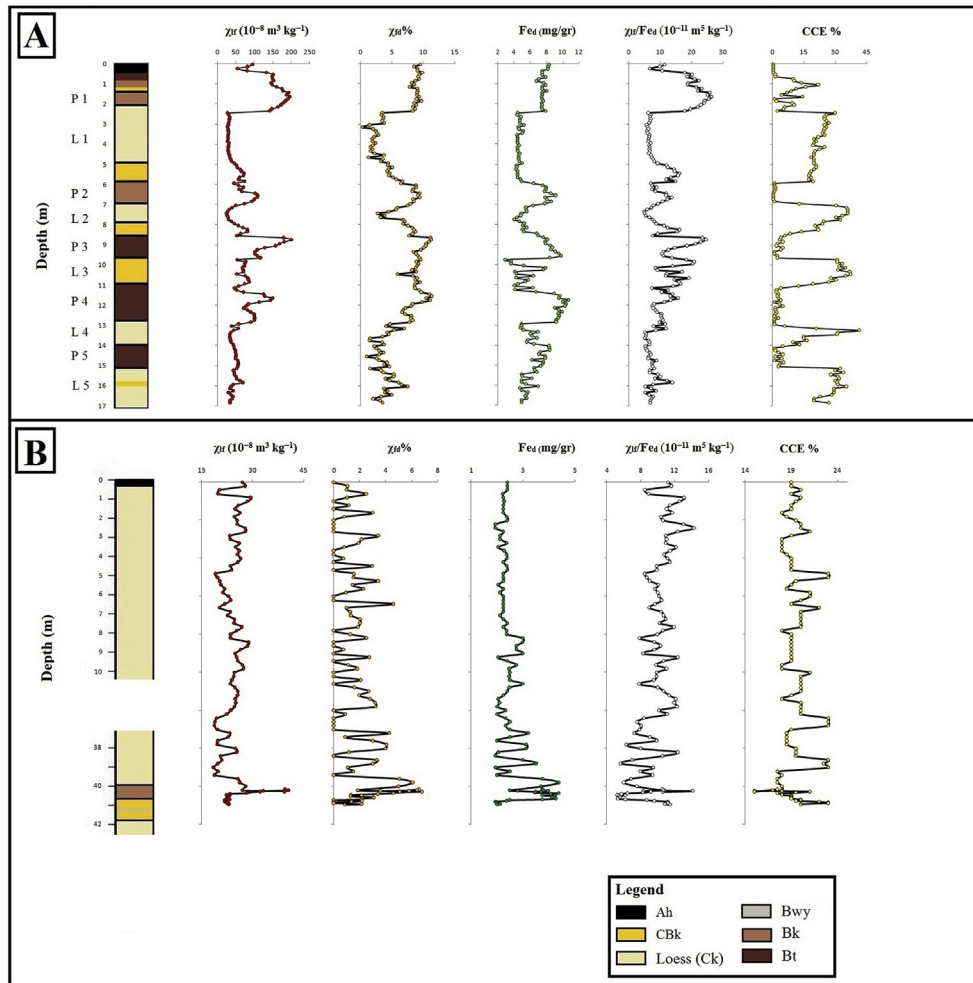 A
χlf (10⁻⁸ m³ kg⁻¹) χfd% Fed (mg/gr) χlf/Fed (10⁻¹¹ m⁵ kg⁻¹) CCE %
0 50 100 150 200 250 0 5 10 15 0 2 4 6 8 10 12 0 10 20 30 0 15 30 45
Depth (m)
0
1
P 1
2
3
L 1
4
5
6
P 2
7
L 2
8
P 3
9
10
L 3
11
P 4
12
13
L 4
14
P 5
15
L 5
16
17
B
χlf (10⁻⁸ m³ kg⁻¹) χfd% Fed (mg/gr) χlf/Fed (10⁻¹¹ m⁵ kg⁻¹) CCE %
15 30 45 0 2 4 6 8 1 3 5 4 8 12 16 14 19 24
Depth (m)
0
1
2
3
4
5
6
7
8
9
10
38
40
42
Legend
Ah Bwy
CBk Bk
Loess (Ck) Bt